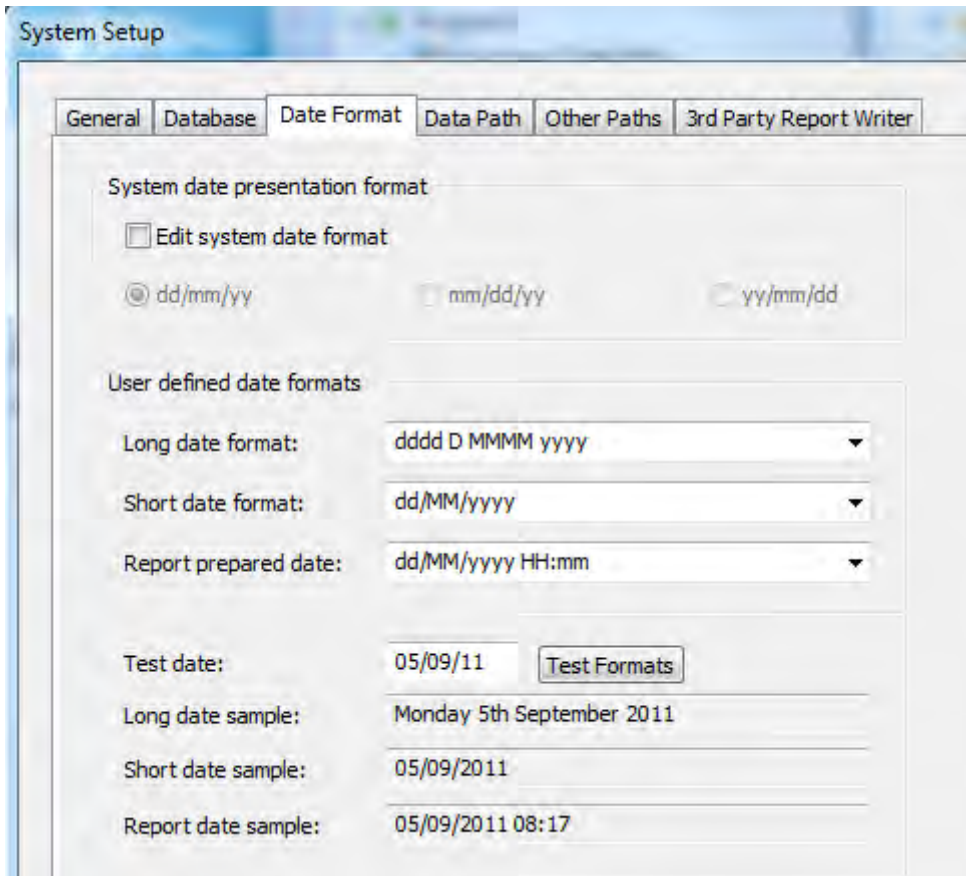 System Setup
General Database Date Format Data Path Other Paths 3rd Party Report Writer
System date presentation format
Edit system date format
dd/mm/yy mm/dd/yy yy/mm/dd
User defined date formats
Long date format: dddd D MMMM yyyy
Short date format: dd/MM/yyyy
Report prepared date: dd/MM/yyyy HH:mm
Test date: 05/09/11 Test Formats
Long date sample: Monday 5th September 2011
Short date sample: 05/09/2011
Report date sample: 05/09/2011 08:17